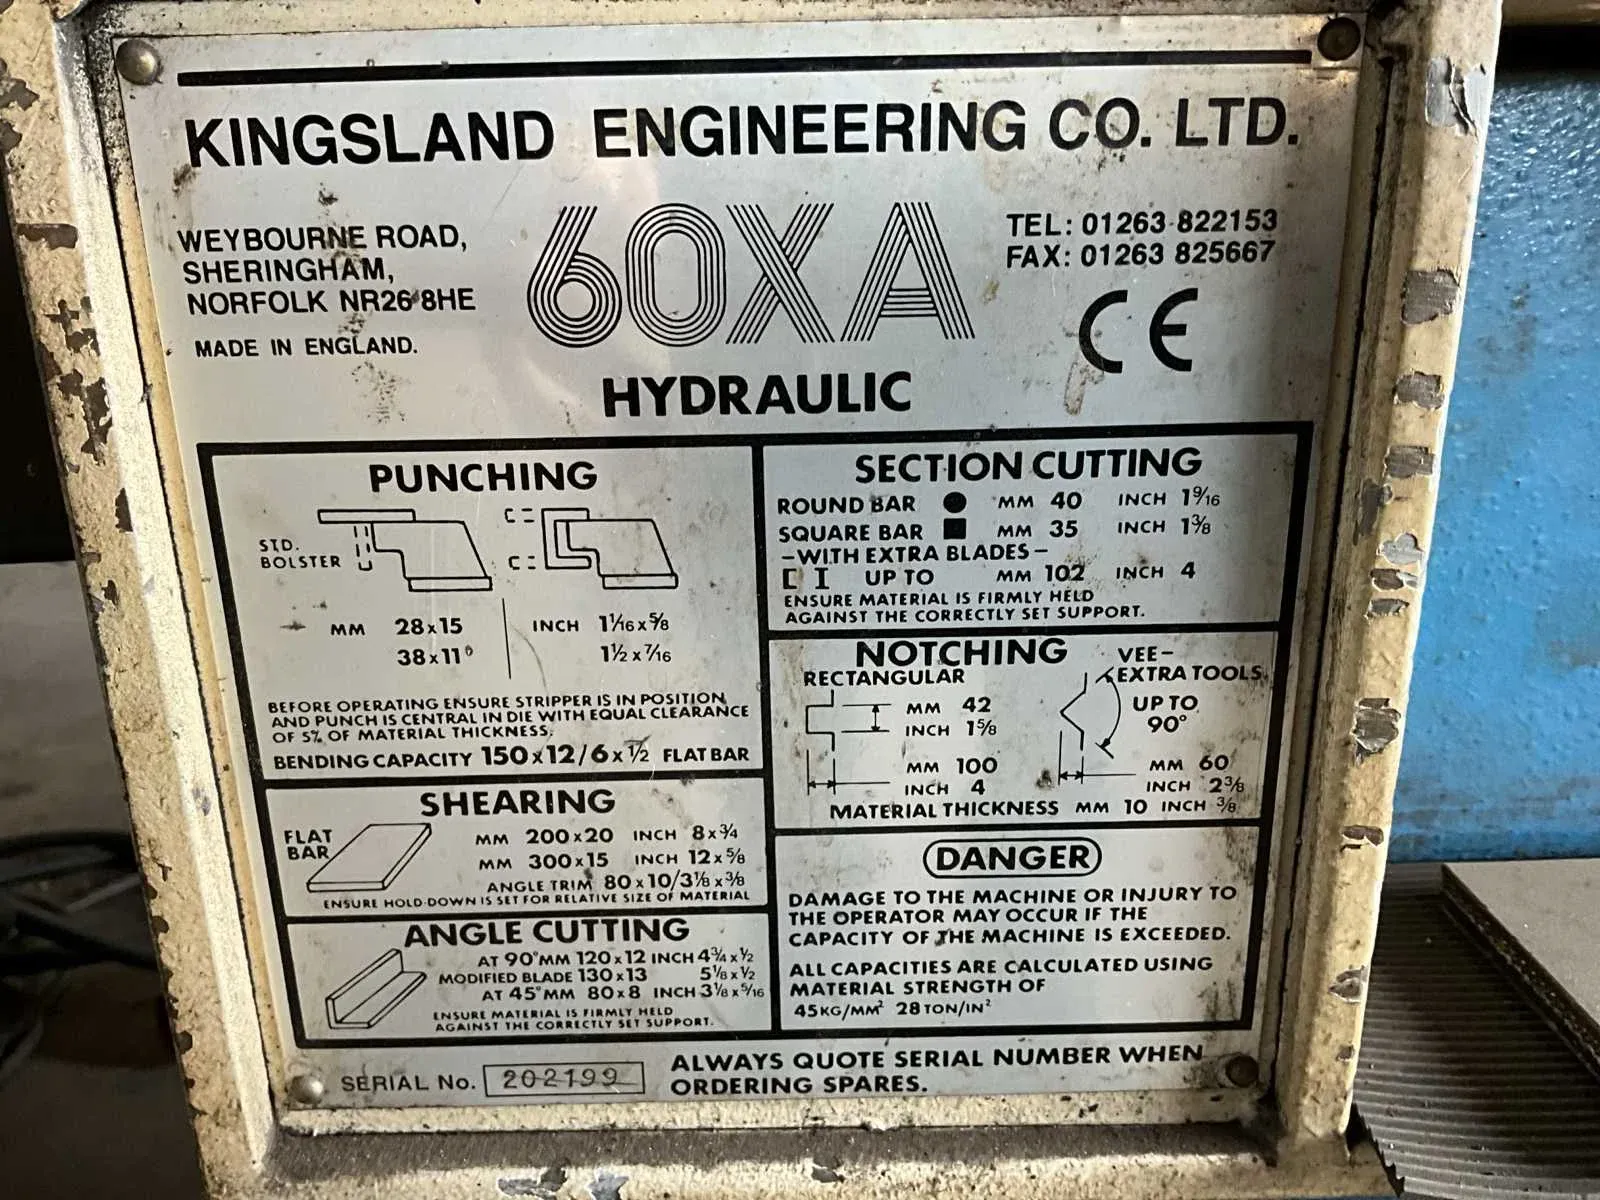 KINGSLAND ENGINEERING CO. LTD.
WEYBOURNE ROAD,
SHERINGHAM,
NORFOLK NR26 8HE
MADE IN ENGLAND.
60XA
HYDRAULIC
TEL: 01263 822153
FAX: 01263 825667
CE
PUNCHING
STD.
BOLSTER
MM 28x15 INCH 1 1/16 x 5/8
38x11 1 1/2 x 7/16
BEFORE OPERATING ENSURE STRIPPER IS IN POSITION
AND PUNCH IS CENTRAL IN DIE WITH EQUAL CLEARANCE
OF 5% OF MATERIAL THICKNESS.
BENDING CAPACITY 150x12/6x1/2 FLAT BAR
SHEARING
FLAT
BAR
MM 200x20 INCH 8x3/4
MM 300x15 INCH 12x5/8
ANGLE TRIM 80x10/3 1/8 x 3/8
ENSURE HOLD-DOWN IS SET FOR RELATIVE SIZE OF MATERIAL
ANGLE CUTTING
AT 90° MM 120x12 INCH 4 3/4 x 1/2
MODIFIED BLADE 130x13 5 1/8 x 1/2
AT 45° MM 80x8 INCH 3 1/8 x 5/16
ENSURE MATERIAL IS FIRMLY HELD
AGAINST THE CORRECTLY SET SUPPORT.
SECTION CUTTING
ROUND BAR MM 40 INCH 1 9/16
SQUARE BAR MM 35 INCH 1 3/8
-WITH EXTRA BLADES-
UP TO MM 102 INCH 4
ENSURE MATERIAL IS FIRMLY HELD
AGAINST THE CORRECTLY SET SUPPORT.
NOTCHING
RECTANGULAR
MM 42
INCH 1 5/8
MM 100
INCH 4
VEE-
EXTRA TOOLS.
UP TO
90°
MM 60
INCH 2 3/8
MATERIAL THICKNESS MM 10 INCH 3/8
DANGER
DAMAGE TO THE MACHINE OR INJURY TO
THE OPERATOR MAY OCCUR IF THE
CAPACITY OF THE MACHINE IS EXCEEDED.
ALL CAPACITIES ARE CALCULATED USING
MATERIAL STRENGTH OF
45KG/MM² 28TON/IN²
SERIAL No. 202199
ALWAYS QUOTE SERIAL NUMBER WHEN
ORDERING SPARES.